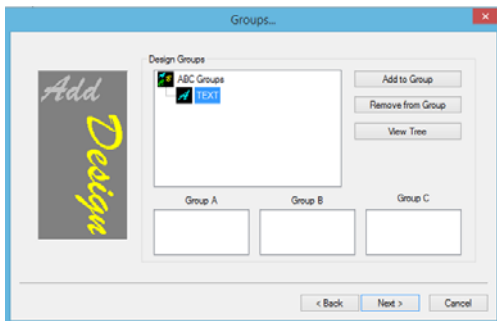 Groups...
Add
Design
Design Groups
ABC Groups
A TEXT
Add to Group
Remove from Group
View Tree
Group A Group B Group C
< Back Next > Cancel